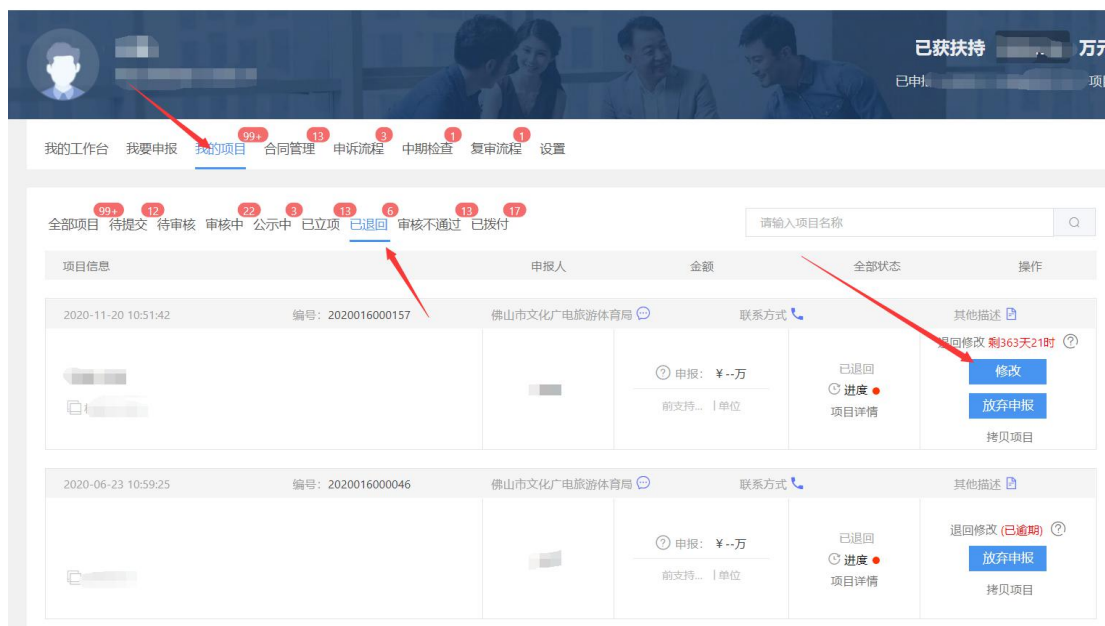 已获扶持 万元
已申 项
99+ 13 3 1 1
我的工作台 我要申报 我的项目 合同管理 申诉流程 中期检查 复审流程 设置
99+ 12 22 3 13 6 13 17
全部项目 待提交 待审核 审核中 公示中 已立项 已退回 审核不通过 已拨付
请输入项目名称
项目信息 申报人 金额 全部状态 操作
2020-11-20 10:51:42 编号：2020016000157 佛山市文化广电旅游体育局 联系方式 其他描述
退回修改 剩363天21时
申报：￥--万 已退回 修改
进度
前支持... | 单位 项目详情 放弃申报
拷贝项目
2020-06-23 10:59:25 编号：2020016000046 佛山市文化广电旅游体育局 联系方式 其他描述
退回修改 (已逾期)
申报：￥--万 已退回 放弃申报
进度
前支持... | 单位 项目详情 拷贝项目